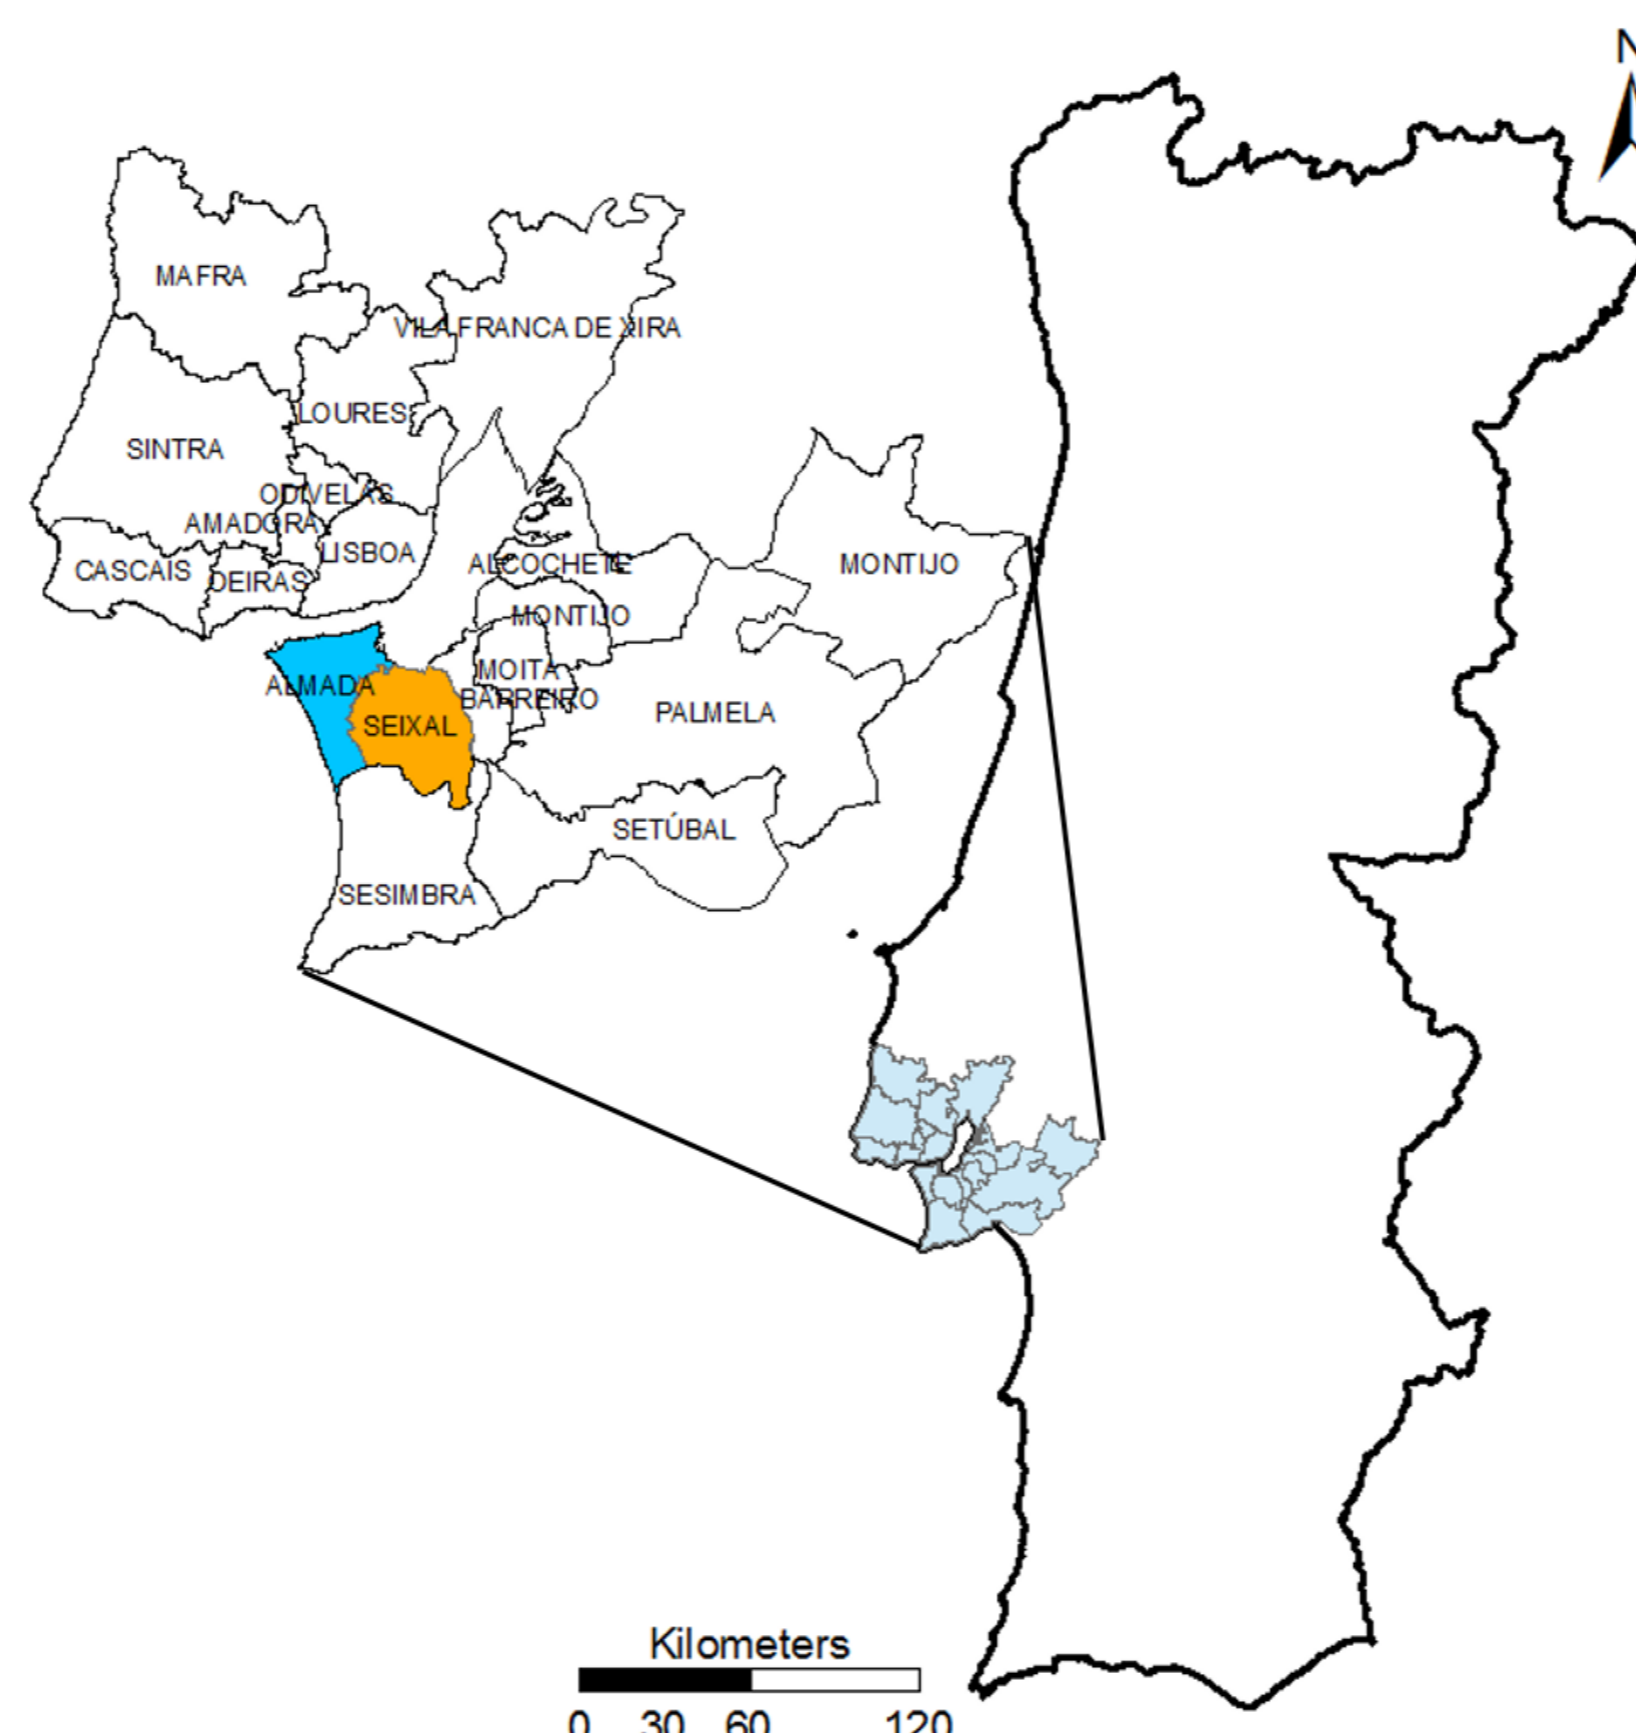 N
MAFRA
VILA FRANCA DE XIRA
LOURES
SINTRA
ODIVELAS
AMADORA
LISBOA
CASCAIS
OEIRAS
ALCOCHETE
MONTIJO
MONTIJO
MOITA
ALMADA
BARREIRO
SEIXAL
PALMELA
SETÚBAL
SESIMBRA
Kilometers
0 30 60 120